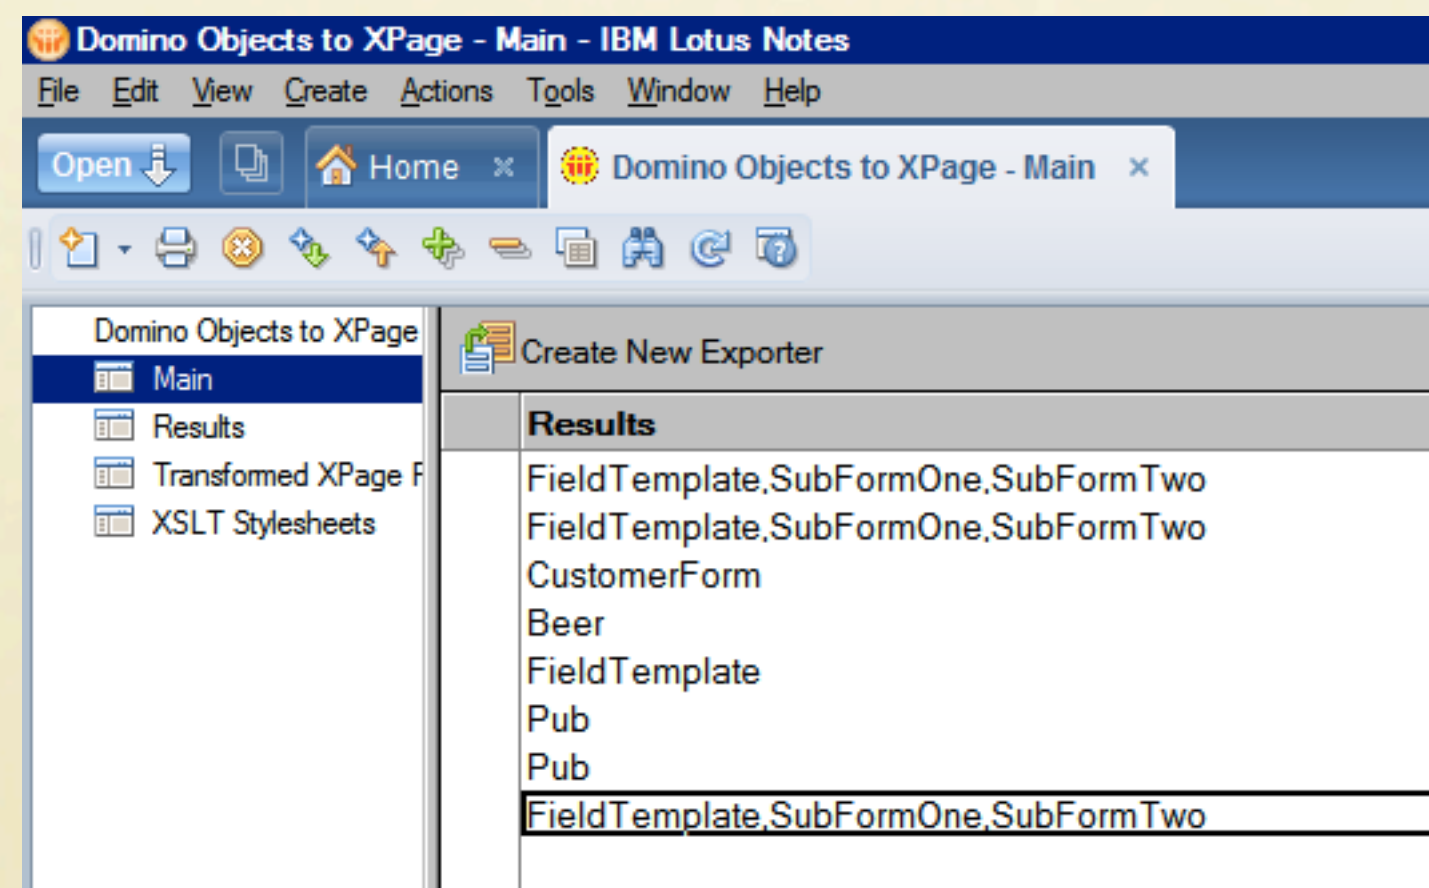 Domino Objects to XPage - Main - IBM Lotus Notes
File Edit View Create Actions Tools Window Help
Open Home Domino Objects to XPage - Main
Domino Objects to XPage
Main
Results
Transformed XPage
XSLT Stylesheets
Create New Exporter
Results
FieldTemplate,SubFormOne,SubFormTwo
FieldTemplate,SubFormOne,SubFormTwo
CustomerForm
Beer
FieldTemplate
Pub
Pub
FieldTemplate,SubFormOne,SubFormTwo